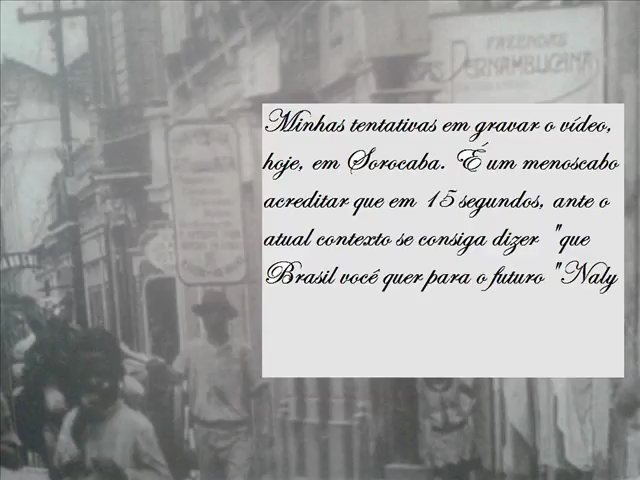 FAZENDAS
PERNAMBUCANA
Minhas tentativas em gravar o vídeo,
hoje, em Sorocaba. É um menoscabo
acreditar que em 15 segundos, ante o
atual contexto se consiga dizer "que
Brasil você quer para o futuro "Naly